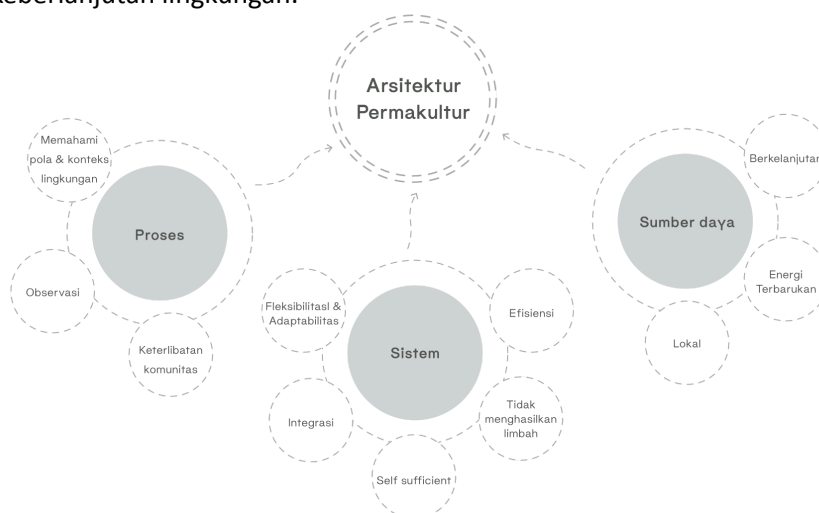 keberlanjutan lingkungan.
Arsitektur
Permakultur
Memahami
pola & konteks
lingkungan
Proses
Observasi
Keterlibatan
komunitas
Fleksibilitasl &
Adaptabilitas
Efisiensi
Sistem
Integrasi
Tidak
menghasilkan
limbah
Self sufficient
Berkelanjutan
Sumber daya
Energi
Terbarukan
Lokal